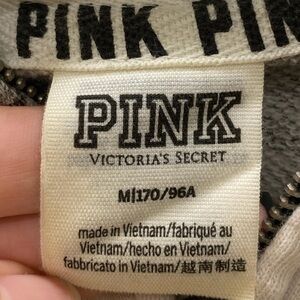 PINK PIN
PINK
VICTORIA'S SECRET
M|170/96A
made in Vietnam/fabriqué au
Vietnam/hecho en Vietnam/
fabbricato in Vietnam/越南制造